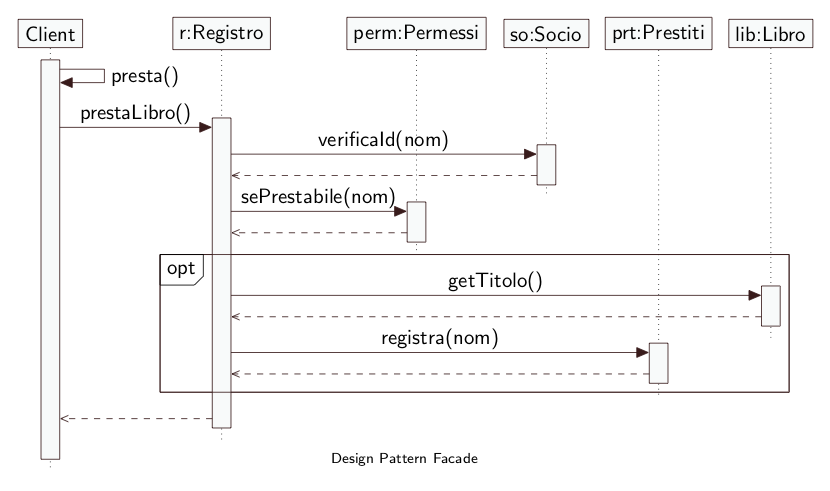 Client
r:Registro
perm:Permessi
so:Socio
prt:Prestiti
lib:Libro
presta()
prestaLibro()
verificaId(nom)
sePrestabile(nom)
opt
getTitolo()
registra(nom)
Design Pattern Facade